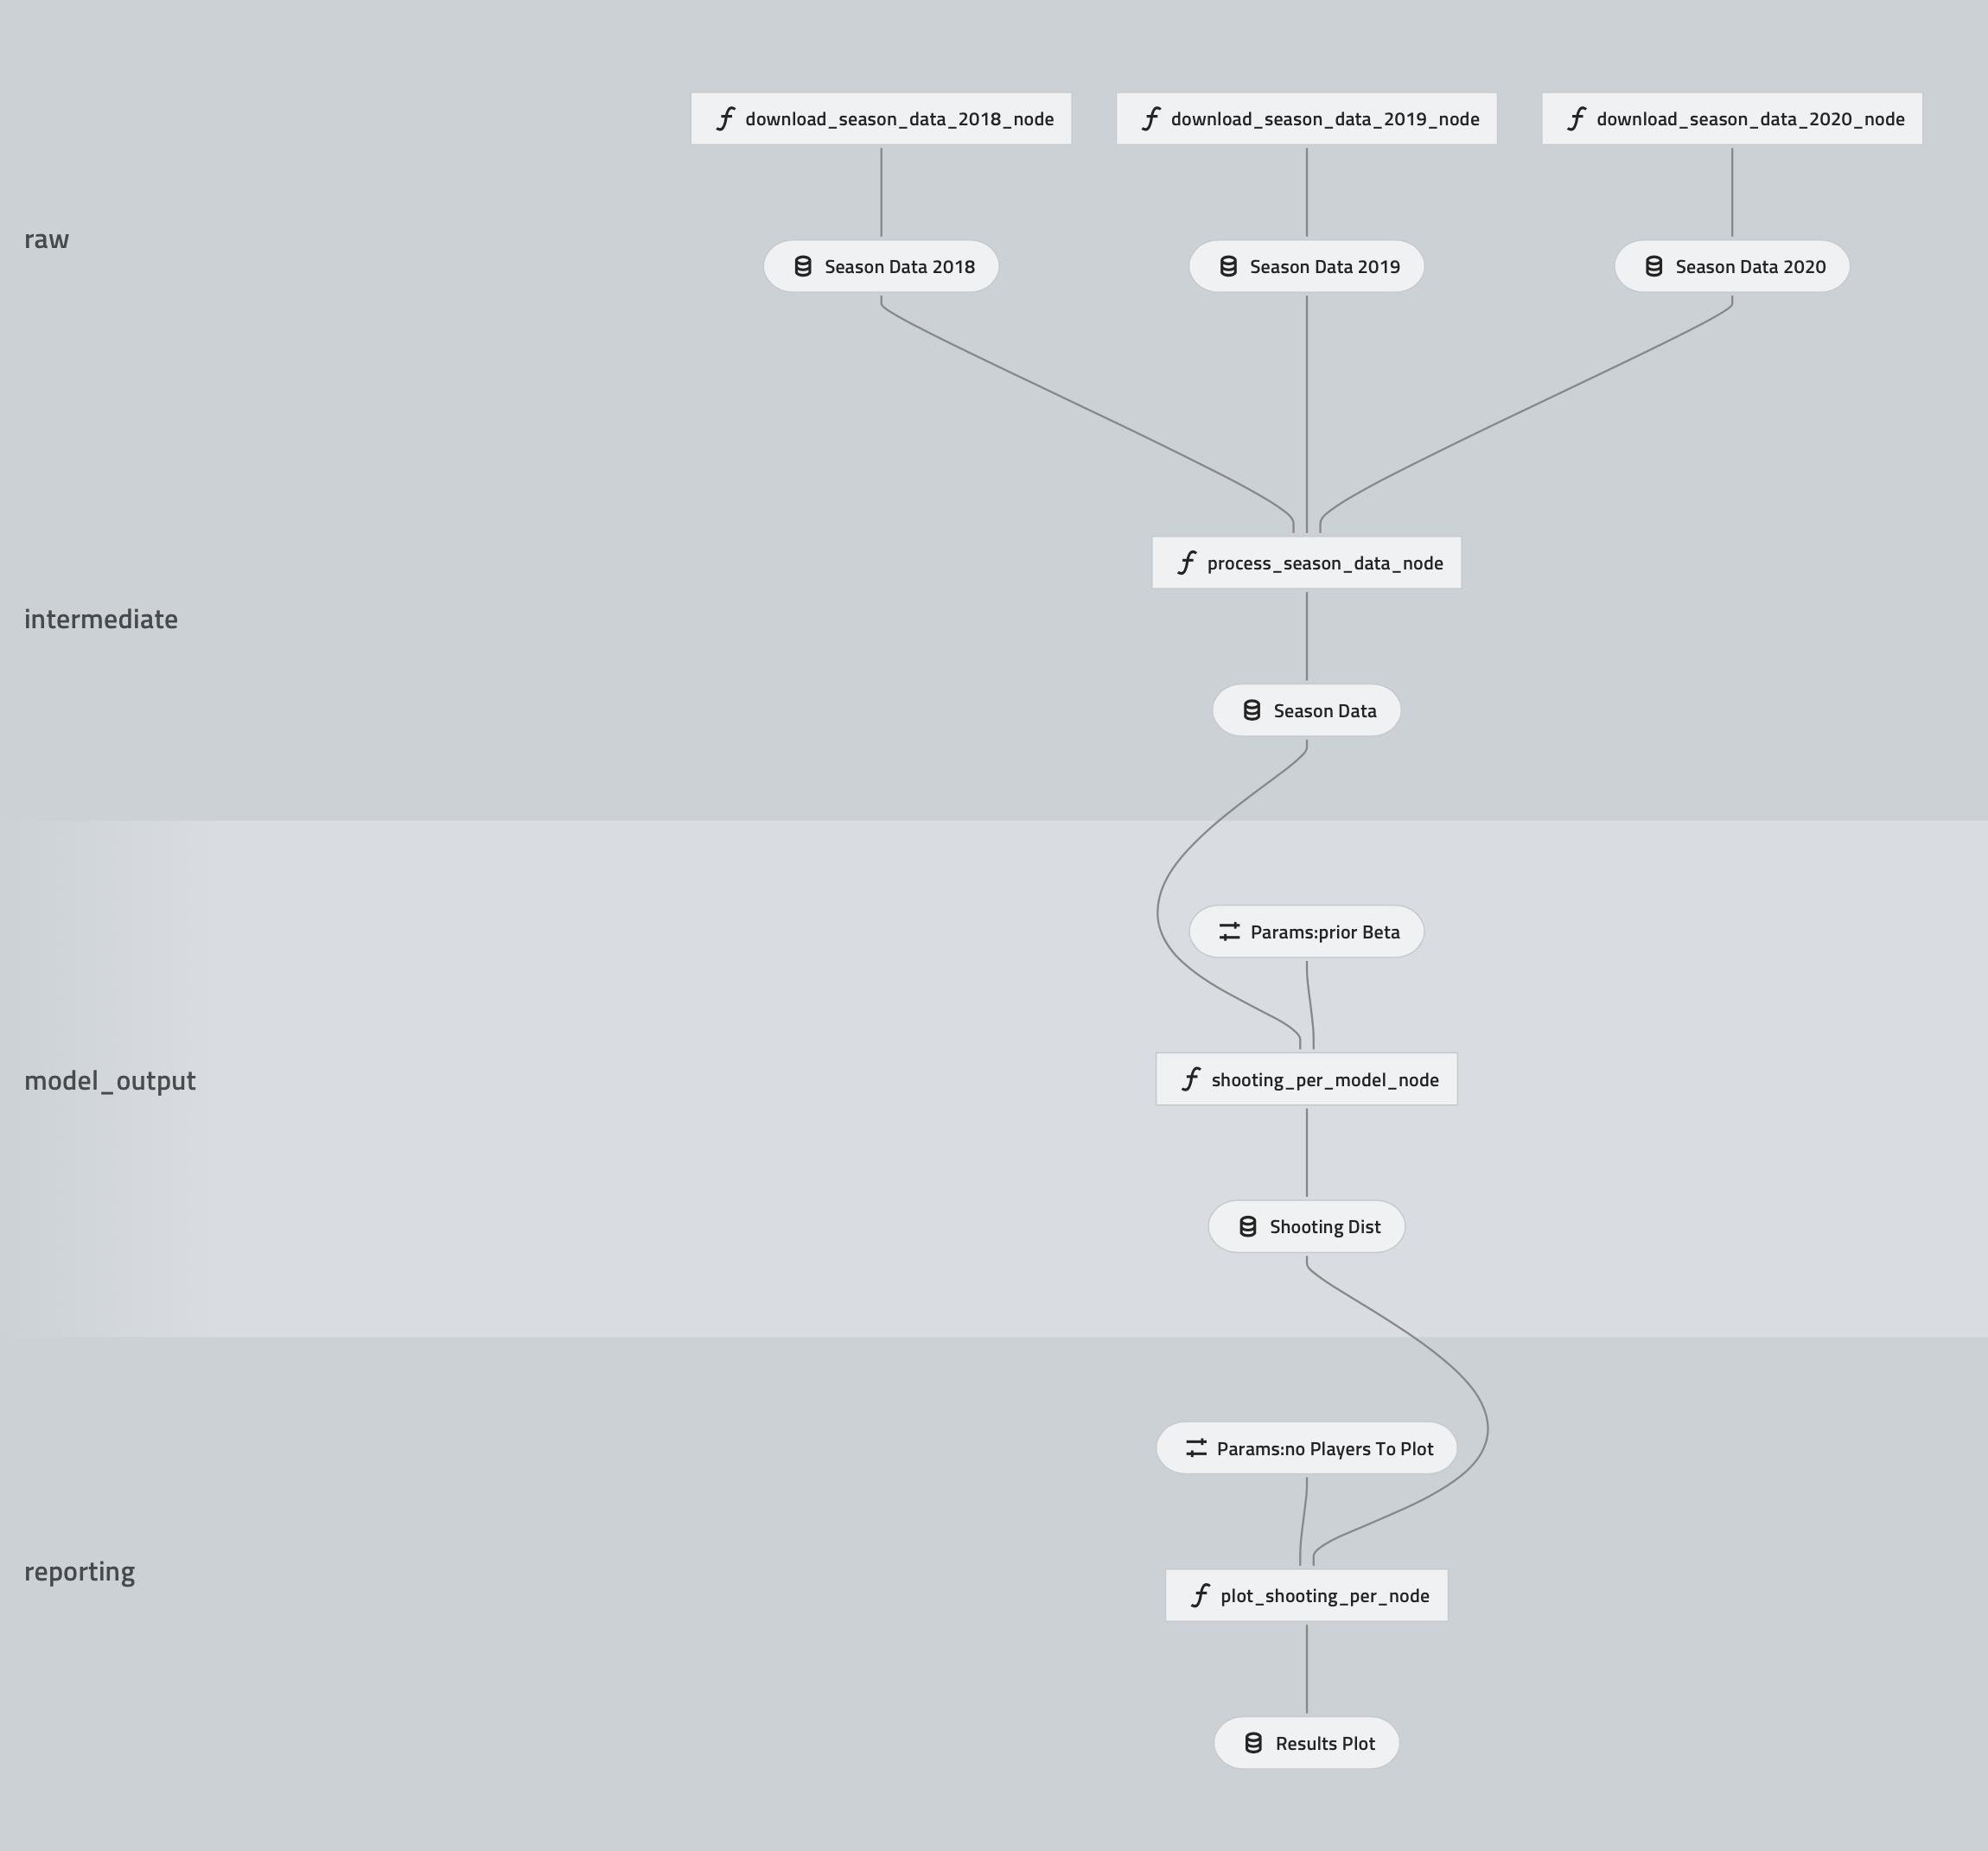 download_season_data_2018_node
download_season_data_2019_node
download_season_data_2020_node
raw
Season Data 2018
Season Data 2019
Season Data 2020
process_season_data_node
intermediate
Season Data
Params:prior Beta
shooting_per_model_node
model_output
Shooting Dist
Params:no Players To Plot
reporting
plot_shooting_per_node
Results Plot